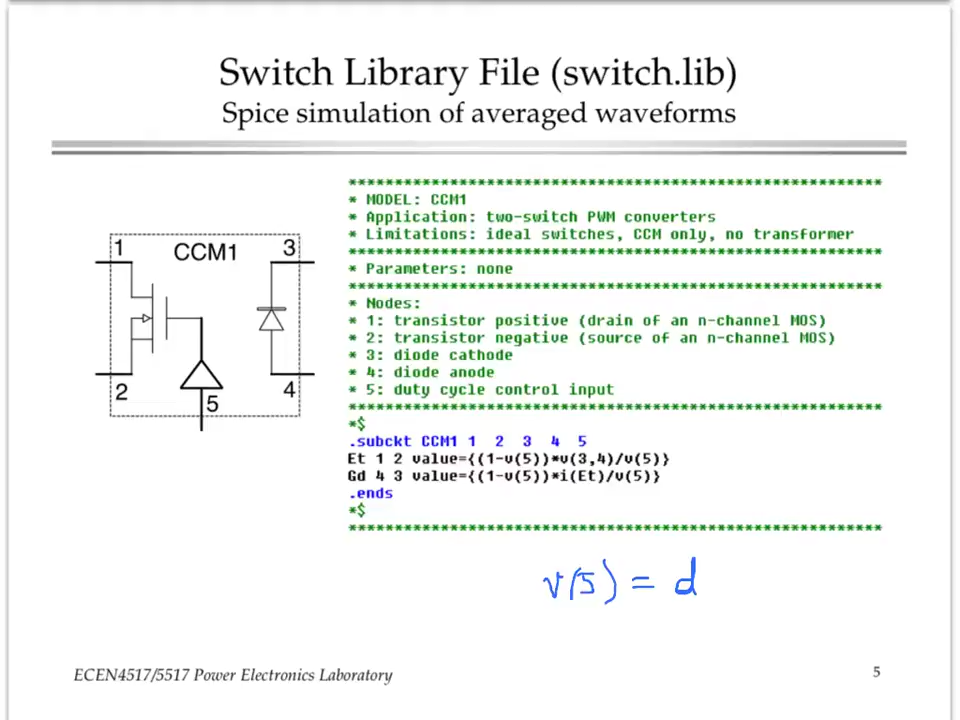 Switch Library File (switch.lib)
Spice simulation of averaged waveforms
1 CCM1 3
2 5 4
**********************************************************
* MODEL: CCM1
* Application: two-switch PWM converters
* Limitations: ideal switches, CCM only, no transformer
**********************************************************
* Parameters: none
**********************************************************
* Nodes:
* 1: transistor positive (drain of an n-channel MOS)
* 2: transistor negative (source of an n-channel MOS)
* 3: diode cathode
* 4: diode anode
* 5: duty cycle control input
**********************************************************
*$
.subckt CCM1 1 2 3 4 5
Et 1 2 value={(1-v(5))*v(3,4)/v(5)}
Gd 4 3 value={(1-v(5))*i(Et)/v(5)}
.ends
*$
**********************************************************
v(5) = d
ECEN4517/5517 Power Electronics Laboratory
5